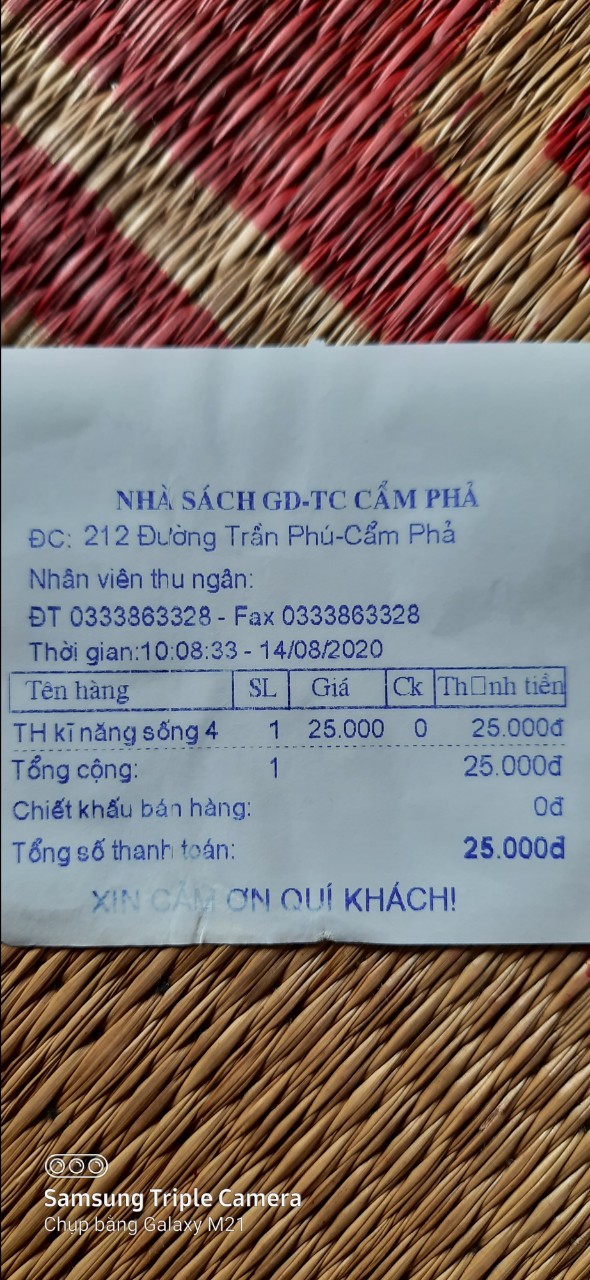 NHÀ SÁCH GD-TC CẨM PHẢ
ĐC: 212 Đường Trần Phú-Cẩm Phả
Nhân viên thu ngân:
ĐT 0333863328 - Fax 0333863328
Thời gian:10:08:33 - 14/08/2020
Tên hàng SL Giá Ck Th□nh tiền
TH kĩ năng sống 4 1 25.000 0 25.000đ
Tổng cộng: 1 25.000đ
Chiết khấu bán hàng: 0đ
Tổng số thanh toán: 25.000đ
XIN CẢM ƠN QUÍ KHÁCH!
Samsung Triple Camera
Chụp bằng Galaxy M21